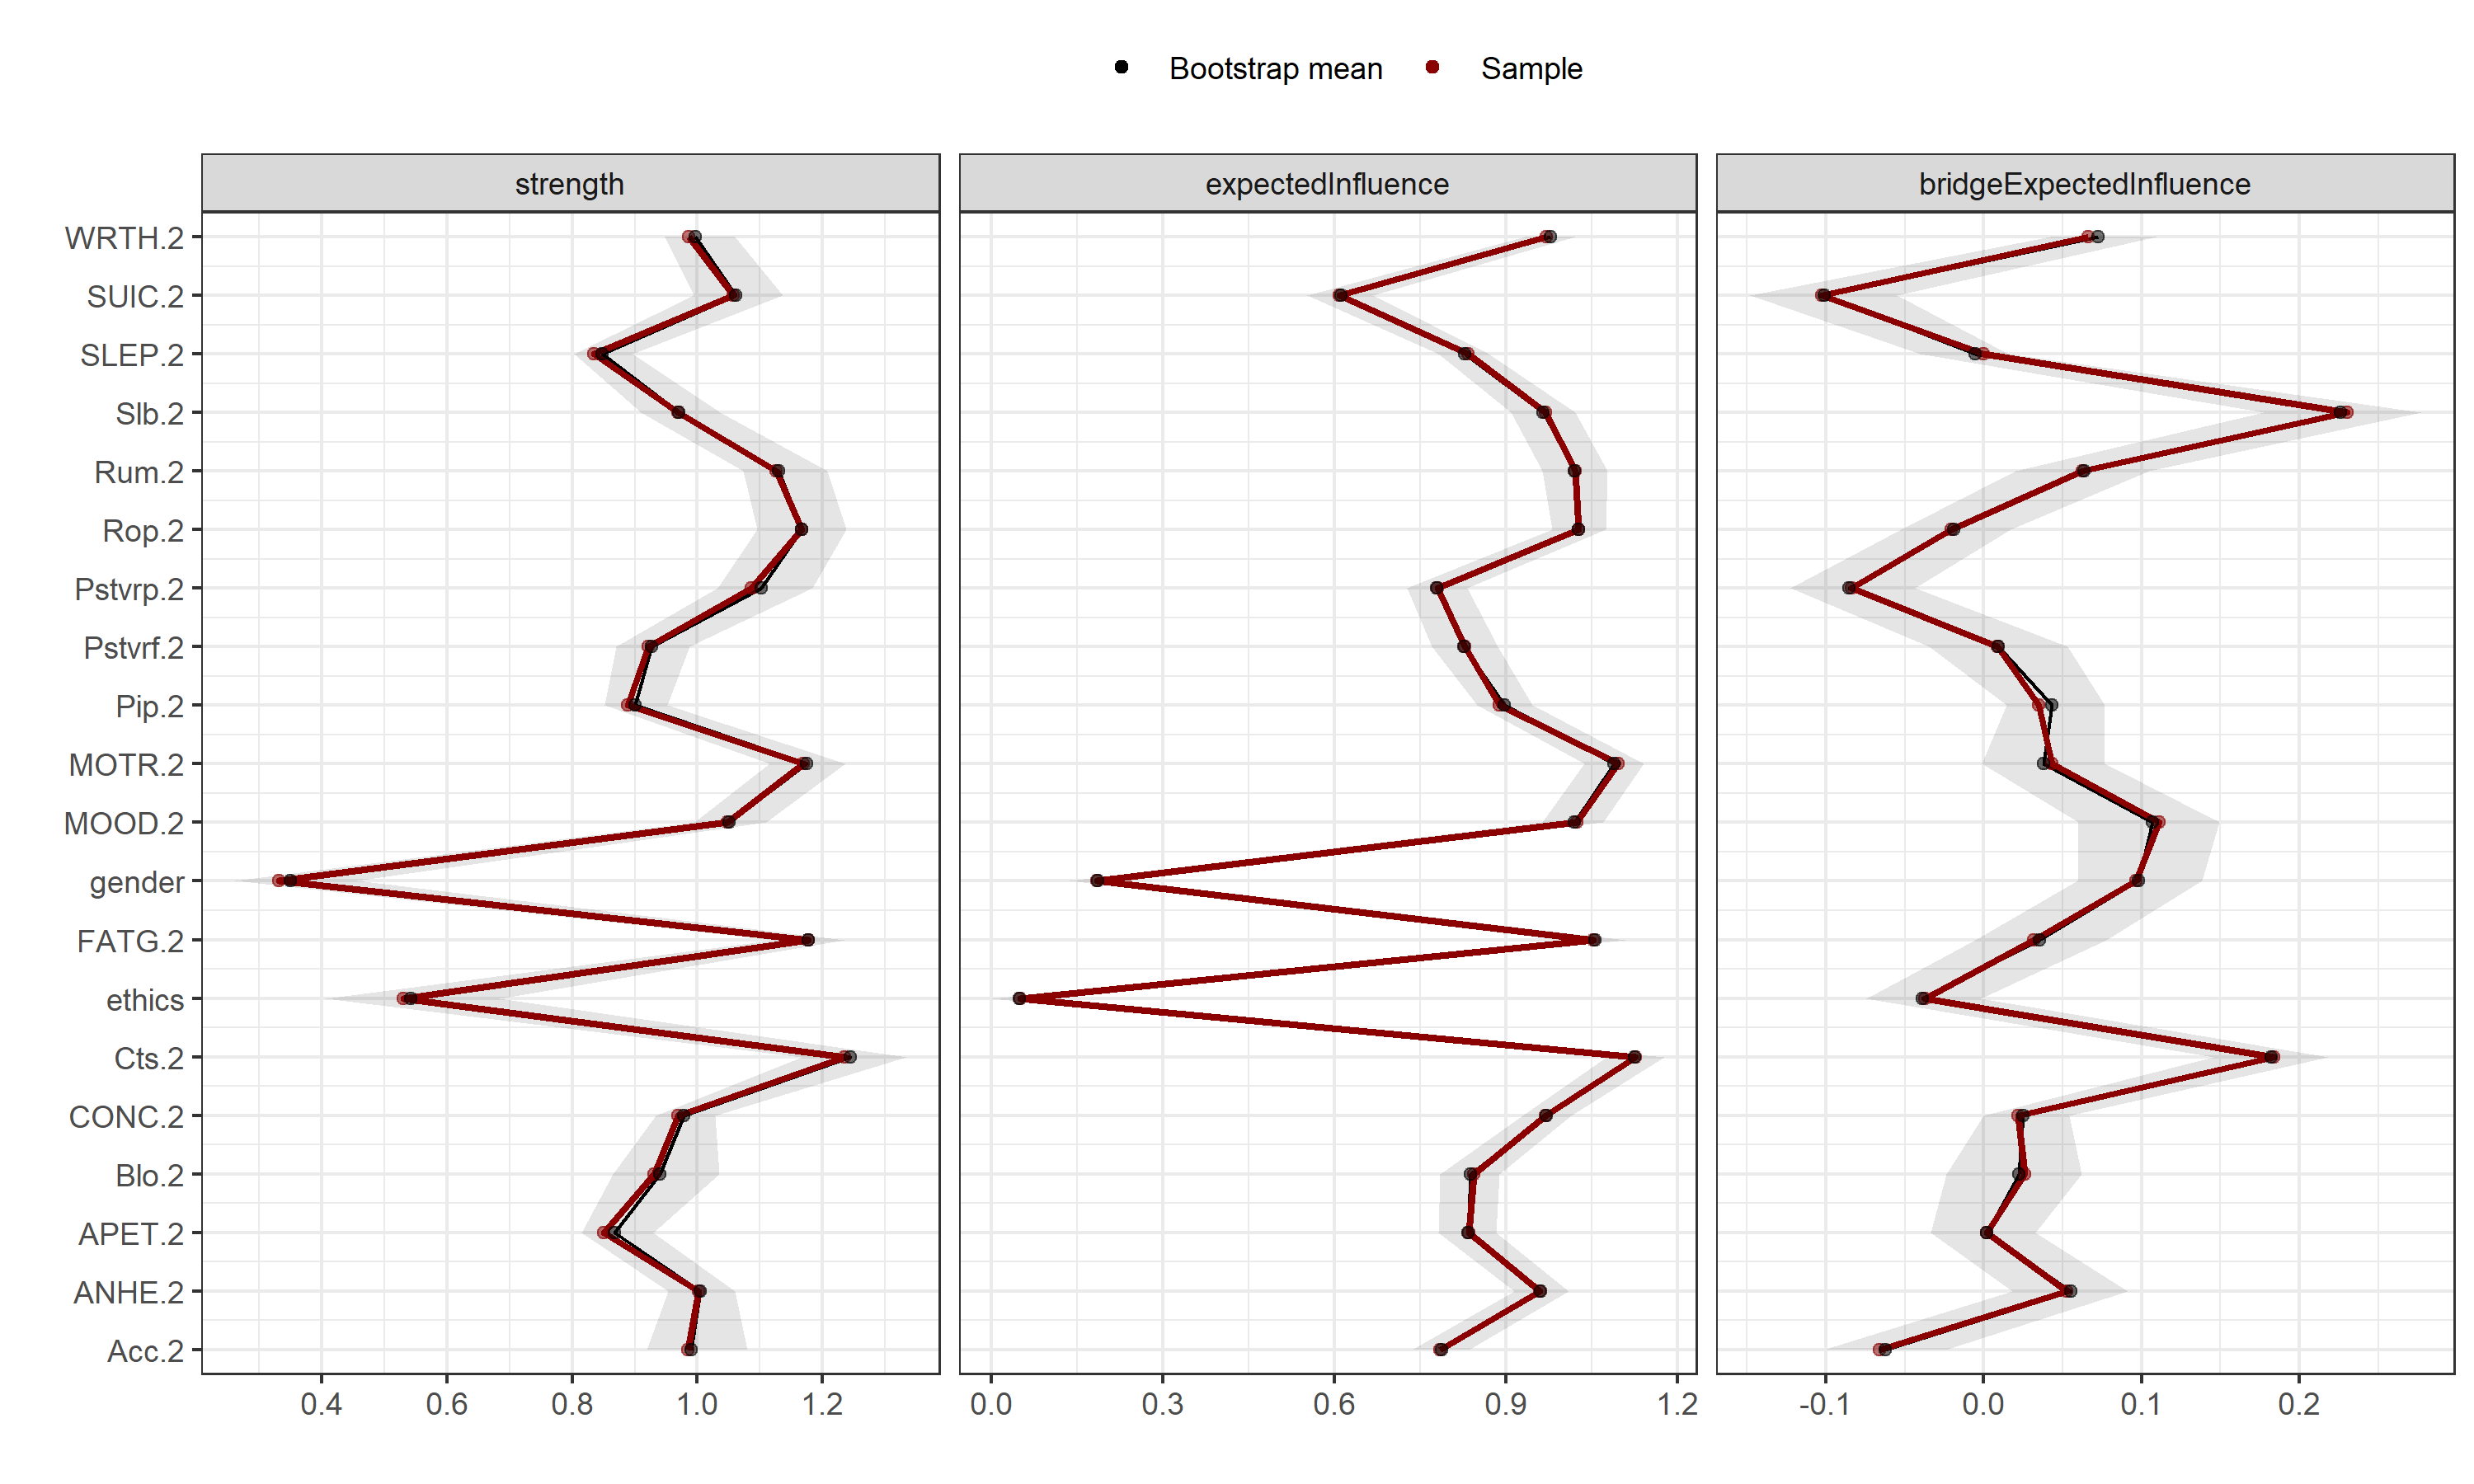 Bootstrap mean Sample
strength expectedInfluence bridgeExpectedInfluence
WRTH.2
SUIC.2
SLEP.2
Slb.2
Rum.2
Rop.2
Pstvrp.2
Pstvrf.2
Pip.2
MOTR.2
MOOD.2
gender
FATG.2
ethics
Cts.2
CONC.2
Blo.2
APET.2
ANHE.2
Acc.2
0.4 0.6 0.8 1.0 1.2 0.0 0.3 0.6 0.9 1.2 -0.1 0.0 0.1 0.2